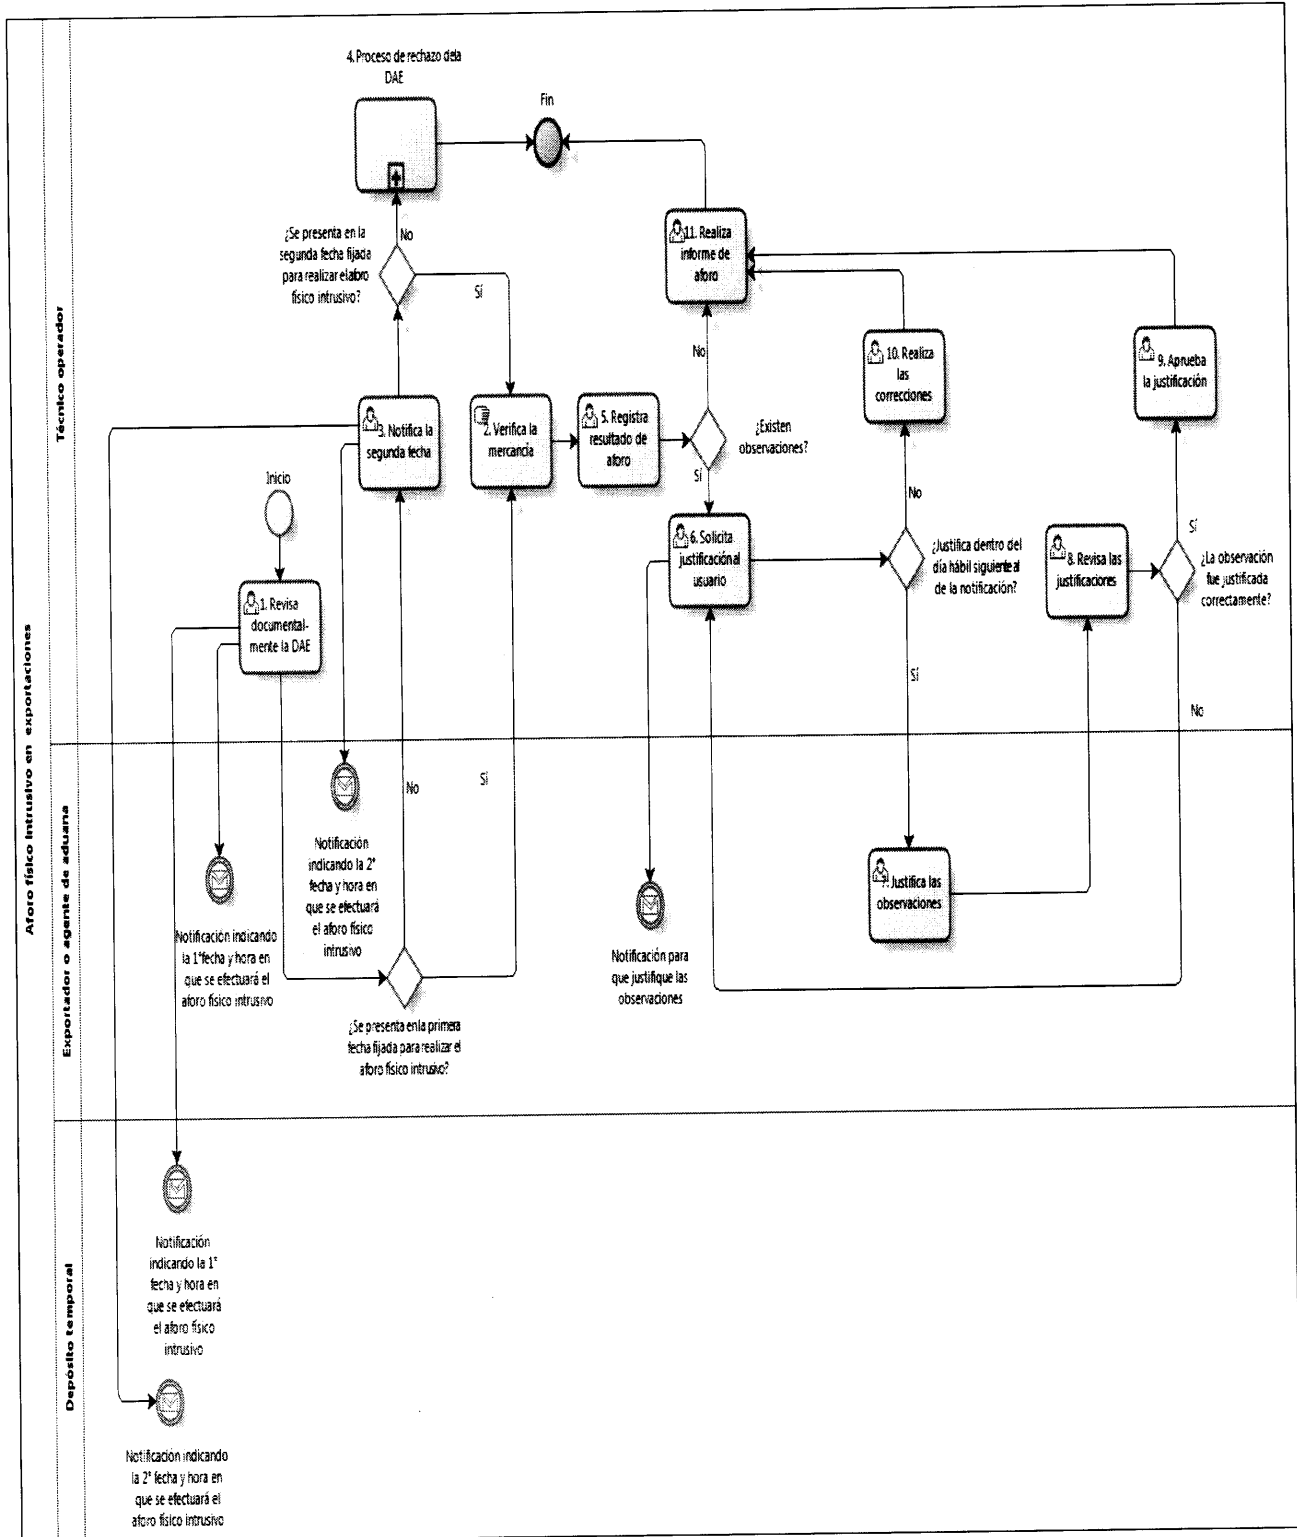 Aforo físico intrusivo en exportaciones
Técnico operador
4. Proceso de rechazo dela
DAE
Fin
¿Se presenta en la
segunda fecha fijada
para realizar el aforo
físico intrusivo?
No
Sí
11. Realiza
informe de
aforo
No
10. Realiza
las
correcciones
9. Aprueba
la justificación
3. Notifica la
segunda fecha
2. Verifica la
mercancía
5. Registra
resultado de
aforo
¿Existen
observaciones?
Sí
Inicio
No
Sí
6. Solicita
justificación al
usuario
¿Justifica dentro del
día hábil siguiente al
de la notificación?
8. Revisa las
justificaciones
¿La observación
fue justificada
correctamente?
1. Revisa
documental-
mente la DAE
Sí
No
Exportador o agente de aduana
No
Sí
Notificación
indicando la 2°
fecha y hora en
que se efectuará
el aforo físico
intrusivo
7. Justifica las
observaciones
Notificación indicando
la 1°fecha y hora en
que se efectuará el
aforo físico intrusivo
Notificación para
que justifique las
observaciones
¿Se presenta en la primera
fecha fijada para realizar el
aforo físico intrusivo?
Depósito temporal
Notificación
indicando la 1°
fecha y hora en
que se efectuará
el aforo físico
intrusivo
Notificación indicando
la 2° fecha y hora en
que se efectuará el
aforo físico intrusivo